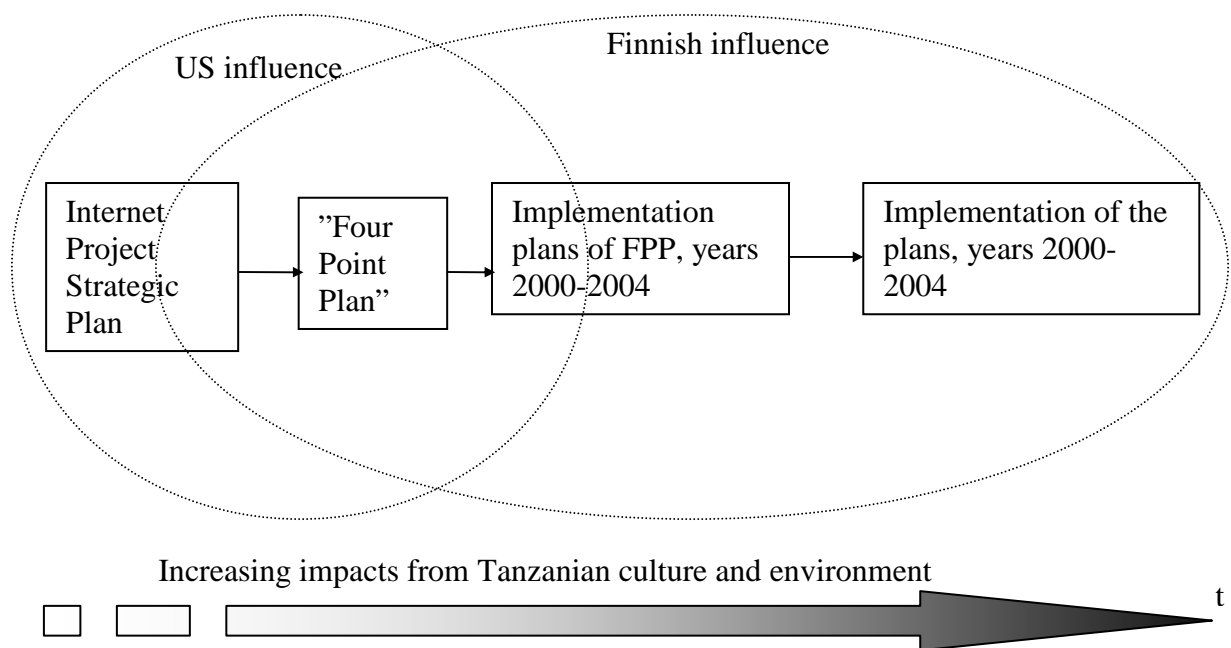 Finnish influence
US influence
Internet
Project
Strategic
Plan
”Four
Point
Plan”
Implementation
plans of FPP, years
2000-2004
Implementation of the
plans, years 2000-
2004
Increasing impacts from Tanzanian culture and environment
t